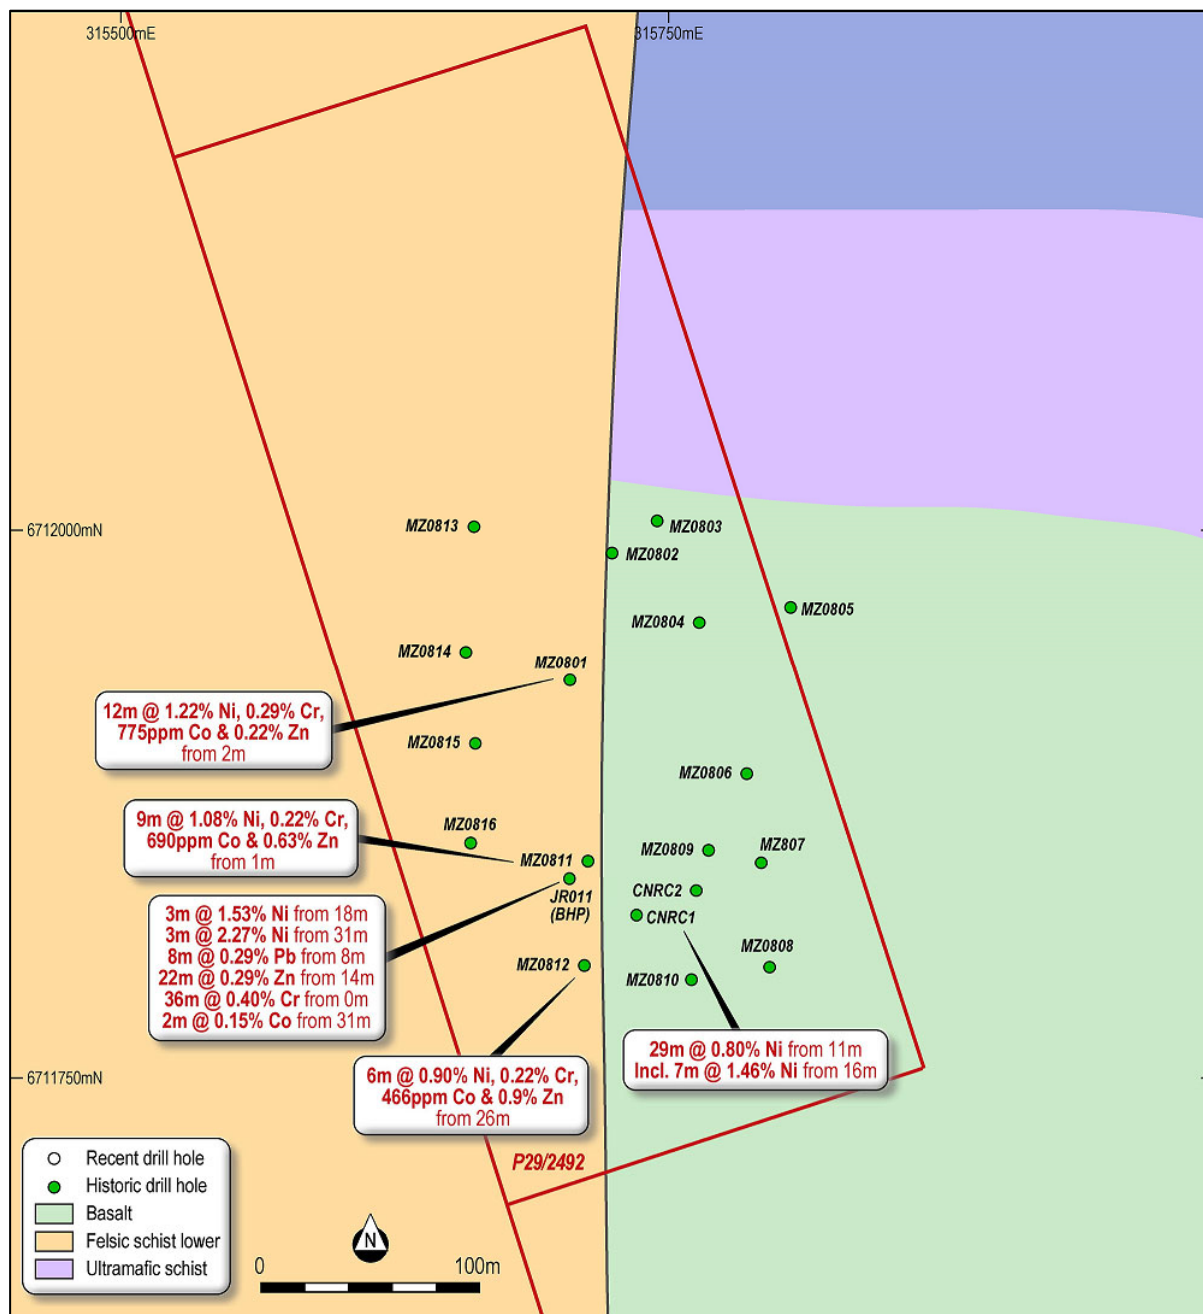 315500mE
315750mE
6712000mN
MZ0813
MZ0803
MZ0802
MZ0805
MZ0804
MZ0814
MZ0801
12m @ 1.22% Ni, 0.29% Cr,
775ppm Co & 0.22% Zn
from 2m
MZ0815
MZ0806
9m @ 1.08% Ni, 0.22% Cr,
690ppm Co & 0.63% Zn
from 1m
MZ0816
MZ0811
JR011
(BHP)
MZ0809
MZ807
CNRC2
CNRC1
3m @ 1.53% Ni from 18m
3m @ 2.27% Ni from 31m
8m @ 0.29% Pb from 8m
22m @ 0.29% Zn from 14m
36m @ 0.40% Cr from 0m
2m @ 0.15% Co from 31m
MZ0812
MZ0808
MZ0810
29m @ 0.80% Ni from 11m
Incl. 7m @ 1.46% Ni from 16m
6m @ 0.90% Ni, 0.22% Cr,
466ppm Co & 0.9% Zn
from 26m
6711750mN
P29/2492
Recent drill hole
Historic drill hole
Basalt
Felsic schist lower
Ultramafic schist
N
0 100m